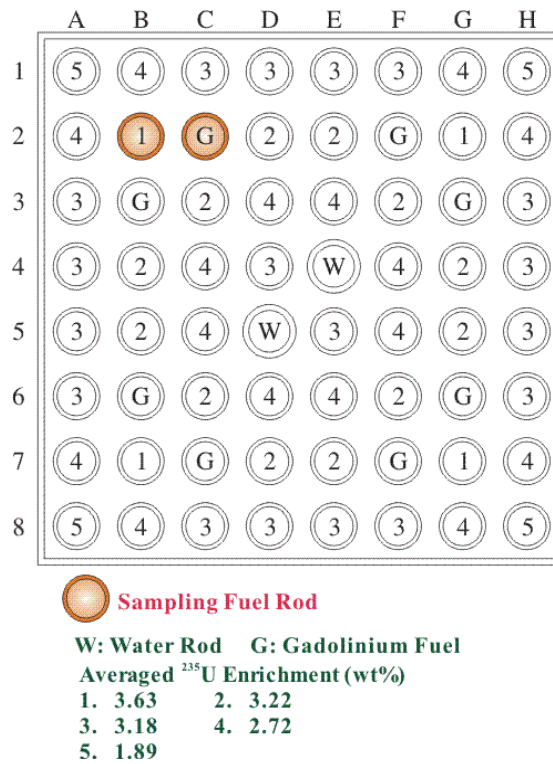 A B C D E F G H
1 5 4 3 3 3 3 4 5
2 4 1 G 2 2 G 1 4
3 3 G 2 4 4 2 G 3
4 3 2 4 3 W 4 2 3
5 3 2 4 W 3 4 2 3
6 3 G 2 4 4 2 G 3
7 4 1 G 2 2 G 1 4
8 5 4 3 3 3 3 4 5
Sampling Fuel Rod
W: Water Rod G: Gadolinium Fuel
Averaged ²³⁵U Enrichment (wt%)
1. 3.63 2. 3.22
3. 3.18 4. 2.72
5. 1.89